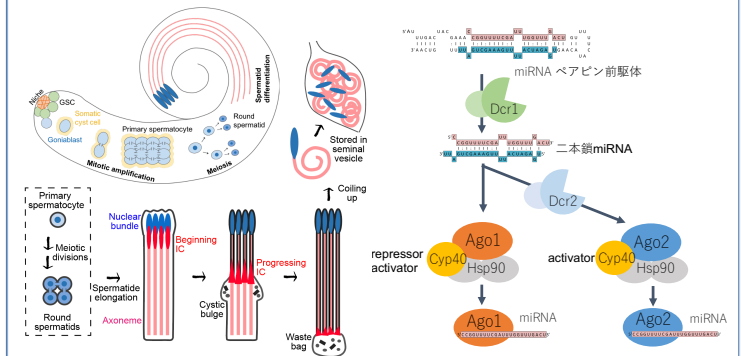 Niche
GSC
Somatic
cyst cell
Goniablast
Mitotic amplification
Primary spermatocyte
Meiosis
Round
spermatid
Spermatid
differentiation
Stored in
seminal
vesicle
Coiling
up
Primary
spermatocyte
Meiotic
divisions
Round
spermatids
Spermatide
elongation
Nuclear
bundle
Beginning
IC
Axoneme
Cystic
bulge
Progressing
IC
Waste
bag
miRNA ペアピン前駆体
Dcr1
二本鎖miRNA
Dcr2
repressor
activator
Cyp40
Ago1
Hsp90
activator
Cyp40
Ago2
Hsp90
Ago1
miRNA
Ago2
miRNA